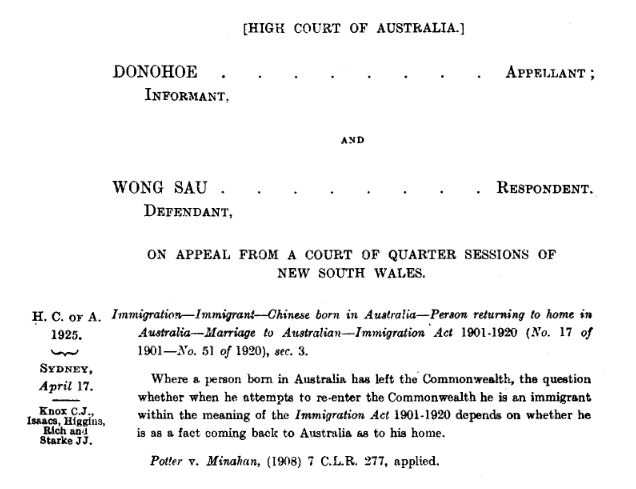 [HIGH COURT OF AUSTRALIA.]
DONOHOE . . . . . . . . APPELLANT ;
INFORMANT,
AND
WONG SAU . . . . . . . . RESPONDENT.
DEFENDANT,
ON APPEAL FROM A COURT OF QUARTER SESSIONS OF
NEW SOUTH WALES.
H. C. OF A.
1925.
SYDNEY,
April 17.
Knox C.J.,
Isaacs, Higgins,
Rich and
Starke JJ.
Immigration—Immigrant—Chinese born in Australia—Person returning to home in
Australia—Marriage to Australian—Immigration Act 1901-1920 (No. 17 of
1901—No. 51 of 1920), sec. 3.
Where a person born in Australia has left the Commonwealth, the question
whether when he attempts to re-enter the Commonwealth he is an immigrant
within the meaning of the Immigration Act 1901-1920 depends on whether he
is as a fact coming back to Australia as to his home.
Potter v. Minahan, (1908) 7 C.L.R. 277, applied.